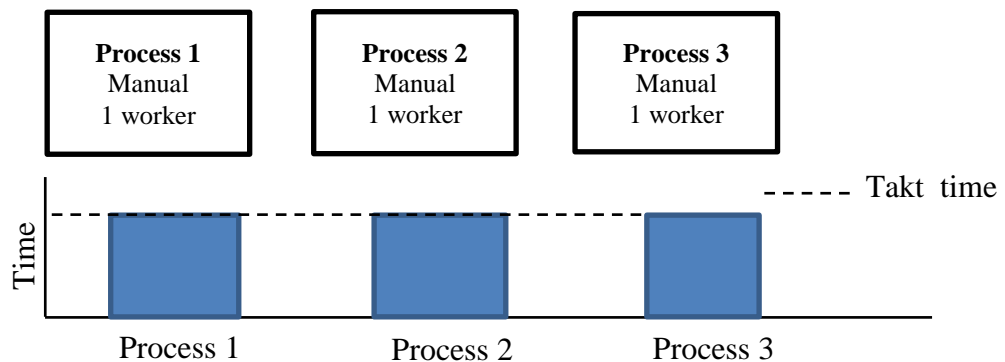 Process 1
Manual
1 worker
Process 2
Manual
1 worker
Process 3
Manual
1 worker
Takt time
Time
Process 1
Process 2
Process 3